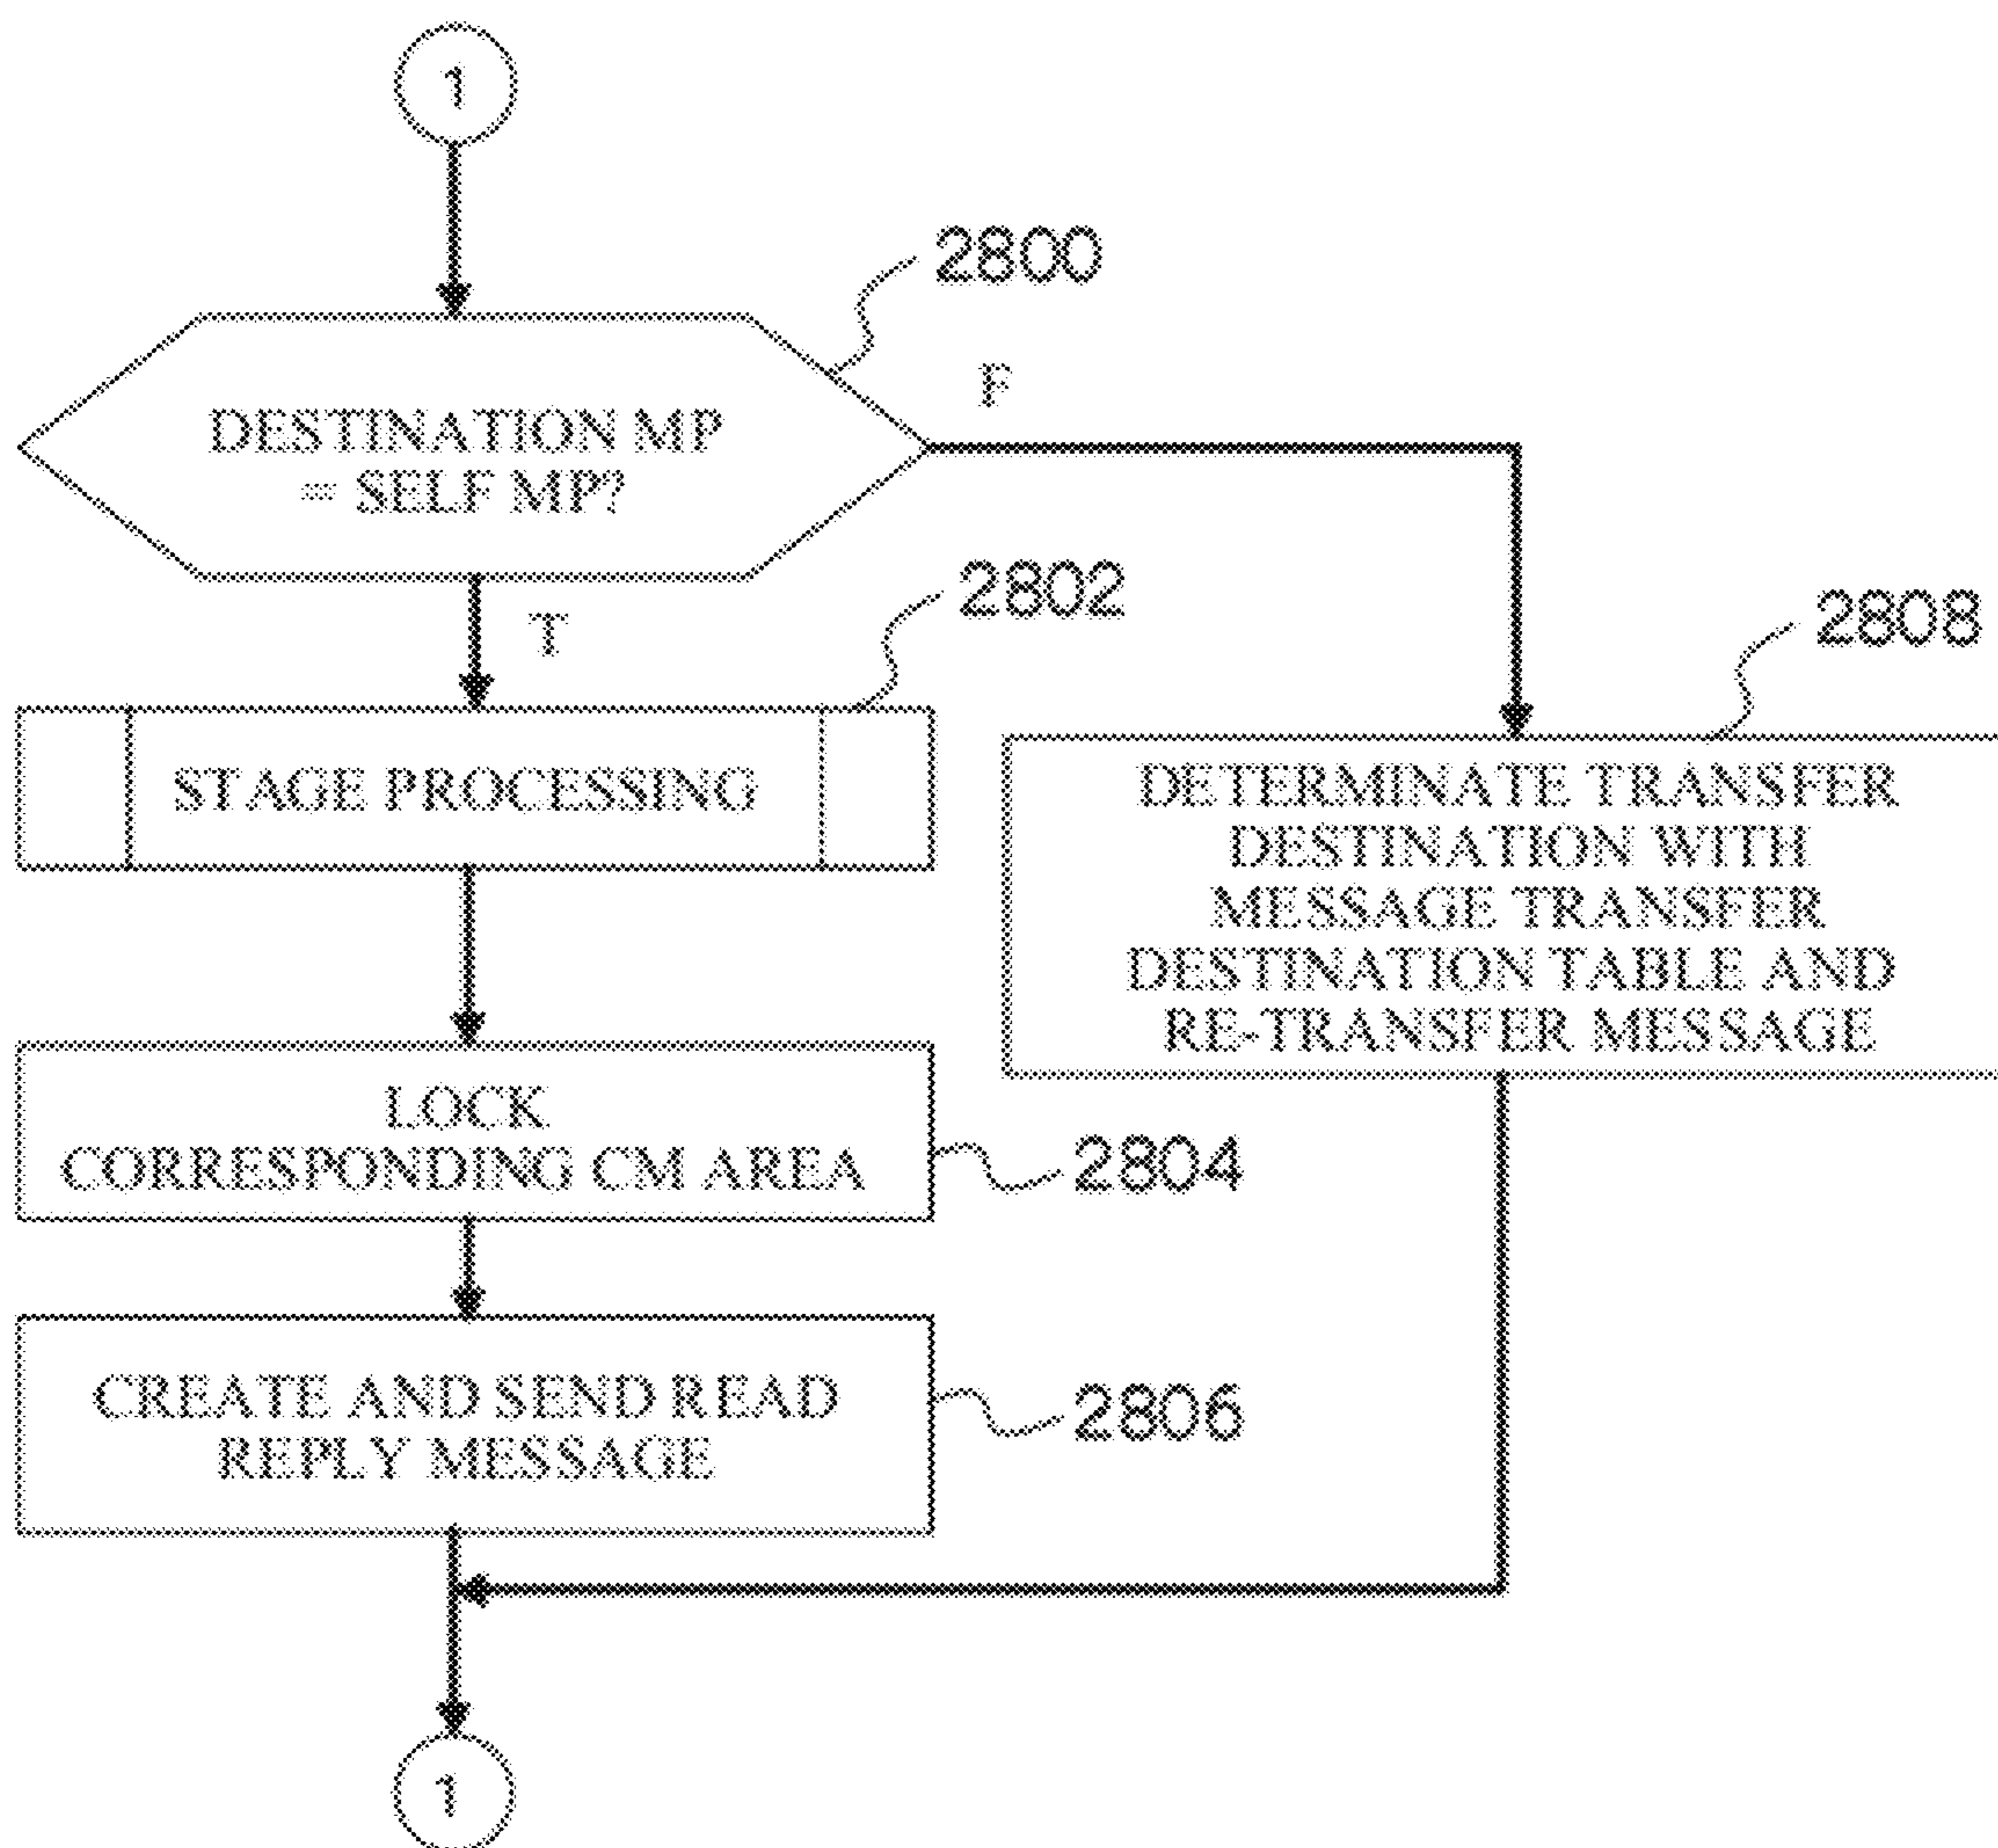 1
2800
DESTINATION MP
= SELF MP?
F
T
2802
STAGE PROCESSING
2808
DETERMINATE TRANSFER
DESTINATION WITH
MESSAGE TRANSFER
DESTINATION TABLE AND
RE-TRANSFER MESSAGE
LOCK
CORRESPONDING CM AREA
2804
CREATE AND SEND READ
REPLY MESSAGE
2806
1